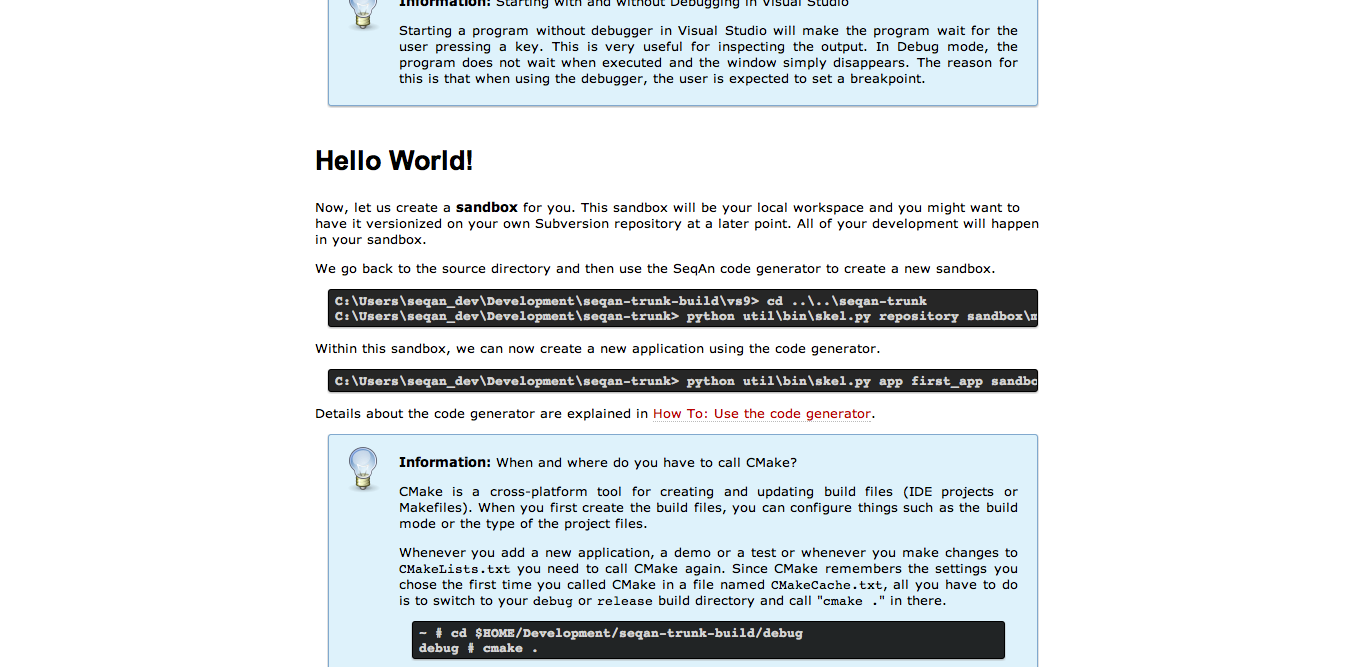 Information: Starting with and without Debugging in Visual Studio
Starting a program without debugger in Visual Studio will make the program wait for the
user pressing a key. This is very useful for inspecting the output. In Debug mode, the
program does not wait when executed and the window simply disappears. The reason for
this is that when using the debugger, the user is expected to set a breakpoint.
Hello World!
Now, let us create a sandbox for you. This sandbox will be your local workspace and you might want to
have it versionized on your own Subversion repository at a later point. All of your development will happen
in your sandbox.
We go back to the source directory and then use the SeqAn code generator to create a new sandbox.
C:\Users\seqan_dev\Development\seqan-trunk-build\vs9> cd ..\..\seqan-trunk
C:\Users\seqan_dev\Development\seqan-trunk> python util\bin\skel.py repository sandbox\
Within this sandbox, we can now create a new application using the code generator.
C:\Users\seqan_dev\Development\seqan-trunk> python util\bin\skel.py app first_app sandbo
Details about the code generator are explained in How To: Use the code generator.
Information: When and where do you have to call CMake?
CMake is a cross-platform tool for creating and updating build files (IDE projects or
Makefiles). When you first create the build files, you can configure things such as the build
mode or the type of the project files.
Whenever you add a new application, a demo or a test or whenever you make changes to
CMakeLists.txt you need to call CMake again. Since CMake remembers the settings you
chose the first time you called CMake in a file named CMakeCache.txt, all you have to do
is to switch to your debug or release build directory and call "cmake ." in there.
~ # cd $HOME/Development/seqan-trunk-build/debug
debug # cmake .